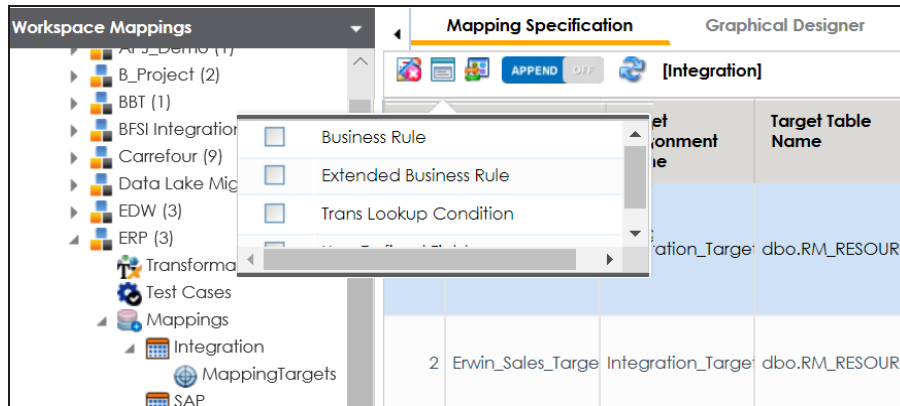 Workspace Mappings
Mapping Specification
Graphical Designer
APPEND OFF
[Integration]
B_Project (2)
BBT (1)
BFSI Integration
Carrefour (9)
Data Lake Mig
EDW (3)
ERP (3)
Transforma
Test Cases
Mappings
Integration
MappingTargets
SAP
Business Rule
Extended Business Rule
Trans Lookup Condition
Target Table
Name
dbo.RM_RESOUR
2 Erwin_Sales_Targe Integration_Targe dbo.RM_RESOUR